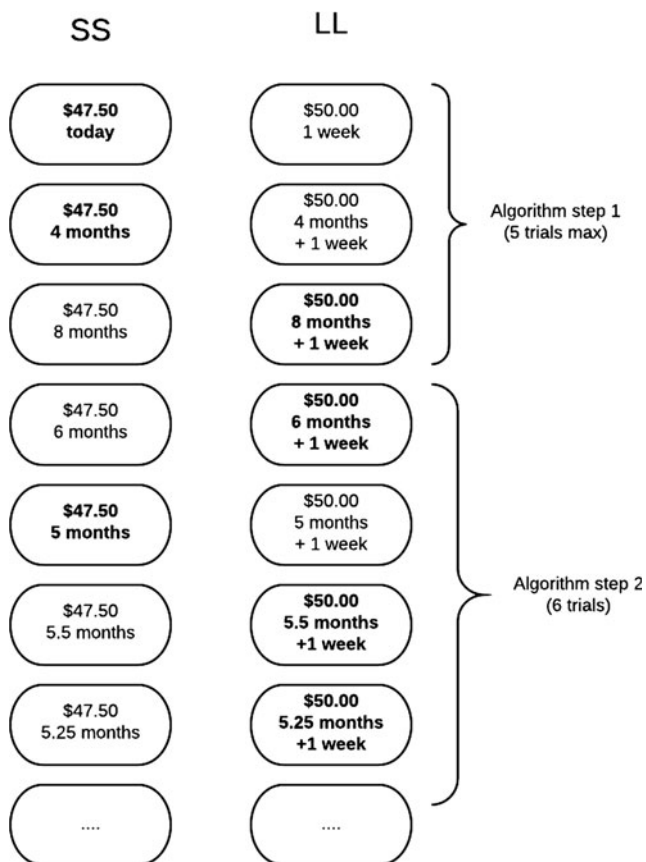 SS
LL
$47.50
today
$50.00
1 week
$47.50
4 months
$50.00
4 months
+ 1 week
Algorithm step 1
(5 trials max)
$47.50
8 months
$50.00
8 months
+ 1 week
$47.50
6 months
$50.00
6 months
+ 1 week
$47.50
5 months
$50.00
5 months
+ 1 week
Algorithm step 2
(6 trials)
$47.50
5.5 months
$50.00
5.5 months
+1 week
$47.50
5.25 months
$50.00
5.25 months
+1 week
....
....